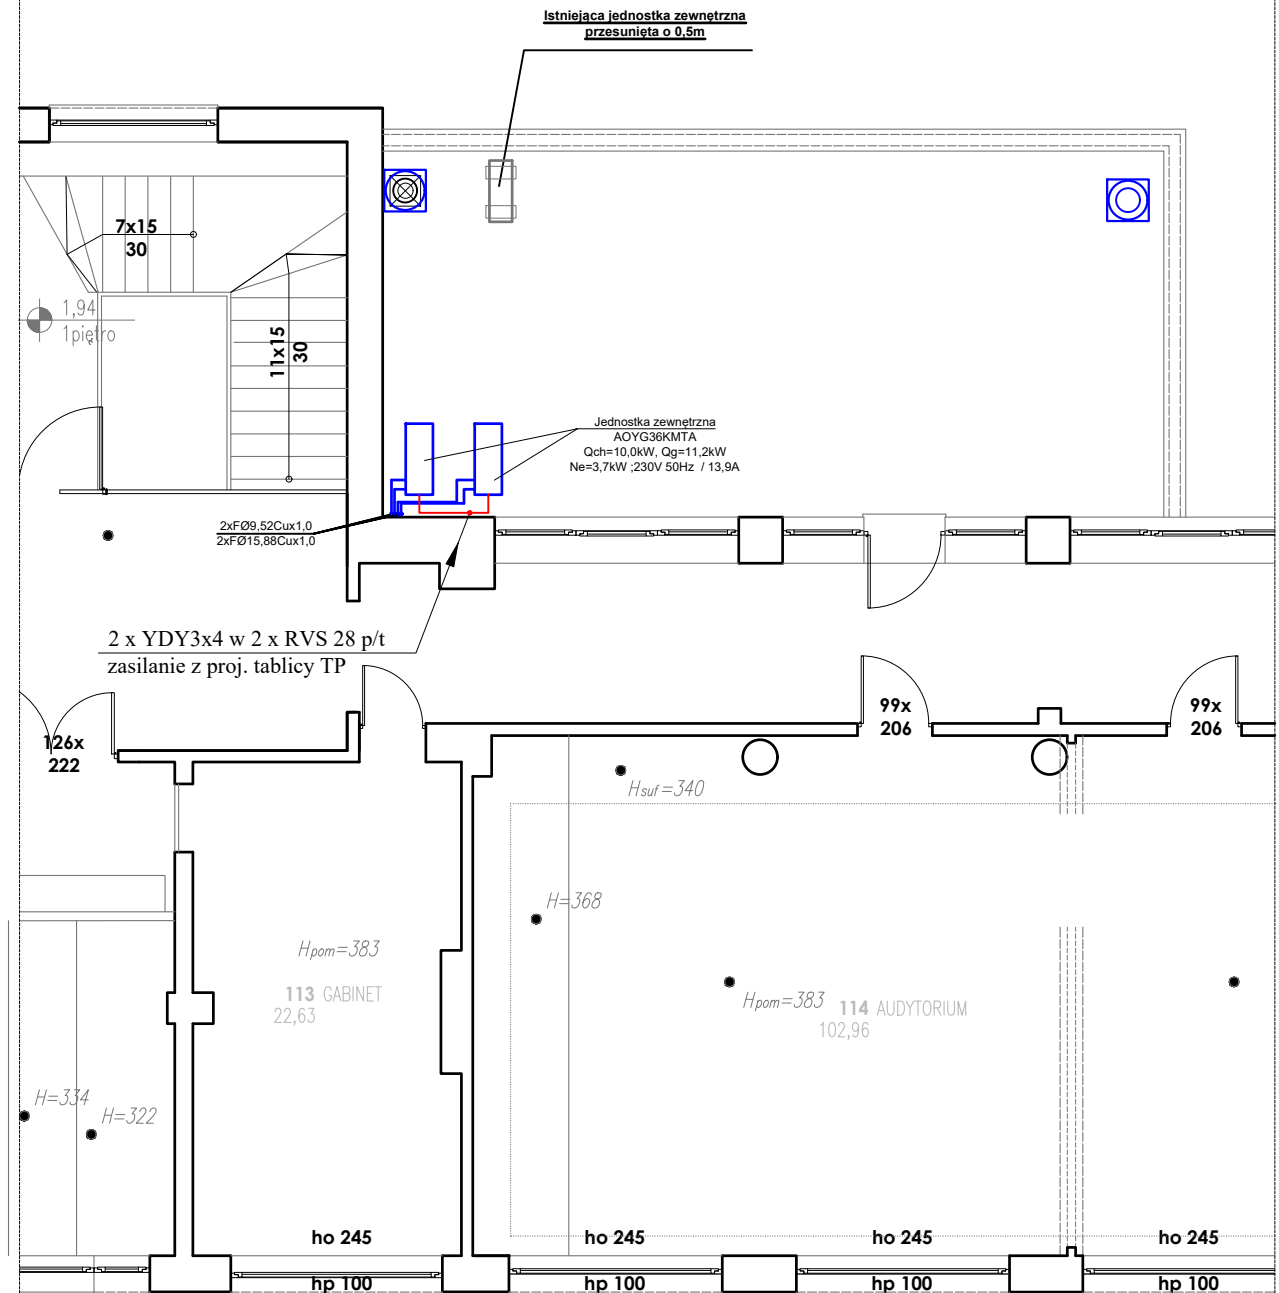 Istniejąca jednostka zewnętrzna
przesunięta o 0,5m
7x15
30
1,94
1piętro
11x15
30
Jednostka zewnętrzna
AOYG36KMTA
Qch=10,0kW, Qg=11,2kW
Ne=3,7kW ;230V 50Hz / 13,9A
2xFØ9,52Cux1,0
2xFØ15,88Cux1,0
2 x YDY3x4 w 2 x RVS 28 p/t
zasilanie z proj. tablicy TP
126x
222
99x
206
99x
206
Hsuf=340
H=368
Hpom=383
113 GABINET
22,63
Hpom=383
114 AUDYTORIUM
102,96
H=334
H=322
ho 245
ho 245
ho 245
ho 245
hp 100
hp 100
hp 100
hp 100